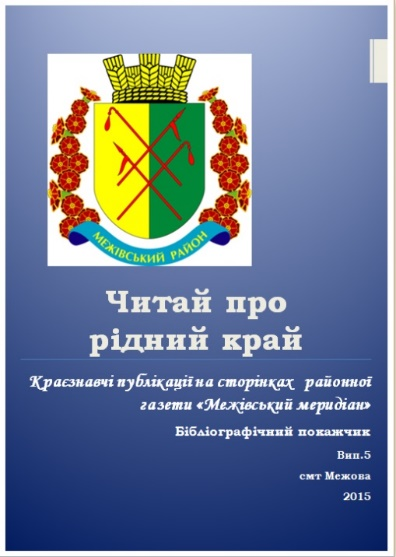 МЕЖІВСЬКИЙ РАЙОН
Читай про
рідний край
Краєзнавчі публікації на сторінках районної
газети «Межівський меридіан»
Бібліографічний покажчик
Вип.5
смт Межова
2015